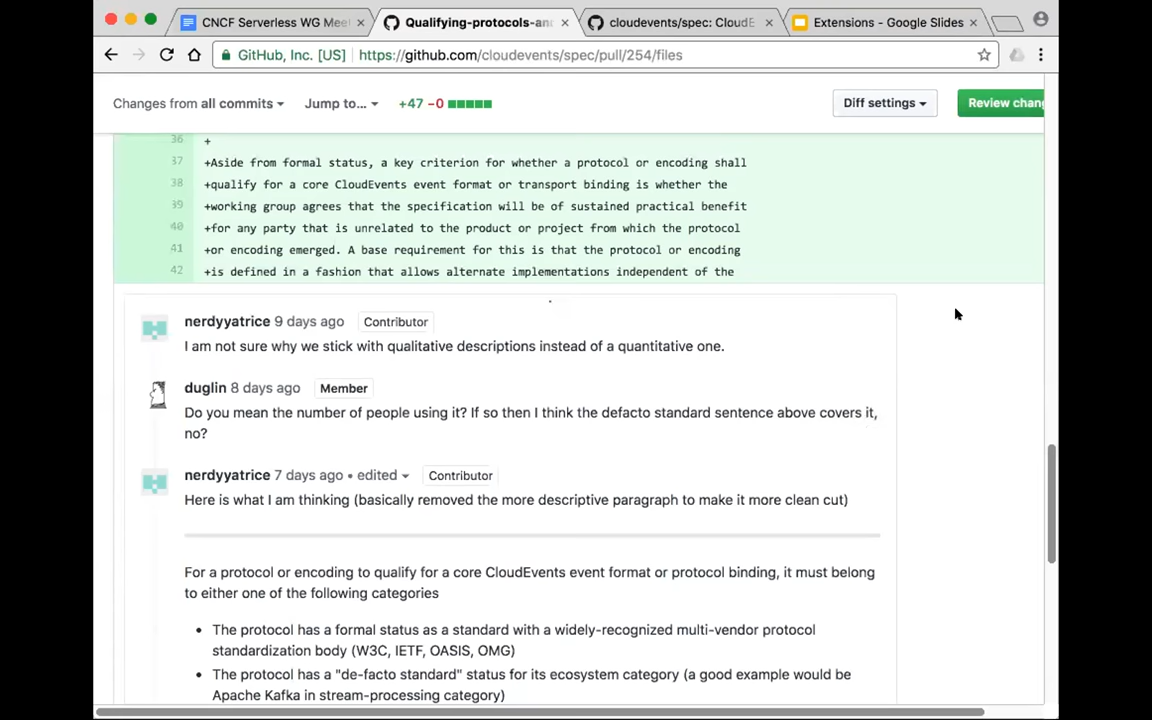 CNCF Serverless WG Mee
Qualifying-protocols-an
cloudevents/spec: CloudE
Extensions - Google Slides
GitHub, Inc. [US]
https://github.com/cloudevents/spec/pull/254/files
Changes from all commits
Jump to...
+47 −0
Diff settings
Review chang
36 +
37 +Aside from formal status, a key criterion for whether a protocol or encoding shall
38 +qualify for a core CloudEvents event format or transport binding is whether the
39 +working group agrees that the specification will be of sustained practical benefit
40 +for any party that is unrelated to the product or project from which the protocol
41 +or encoding emerged. A base requirement for this is that the protocol or encoding
42 +is defined in a fashion that allows alternate implementations independent of the
nerdyyatrice 9 days ago Contributor
I am not sure why we stick with qualitative descriptions instead of a quantitative one.
duglin 8 days ago Member
Do you mean the number of people using it? If so then I think the defacto standard sentence above covers it,
no?
nerdyyatrice 7 days ago • edited Contributor
Here is what I am thinking (basically removed the more descriptive paragraph to make it more clean cut)
For a protocol or encoding to qualify for a core CloudEvents event format or protocol binding, it must belong
to either one of the following categories
• The protocol has a formal status as a standard with a widely-recognized multi-vendor protocol
standardization body (W3C, IETF, OASIS, OMG)
• The protocol has a "de-facto standard" status for its ecosystem category (a good example would be
Apache Kafka in stream-processing category)